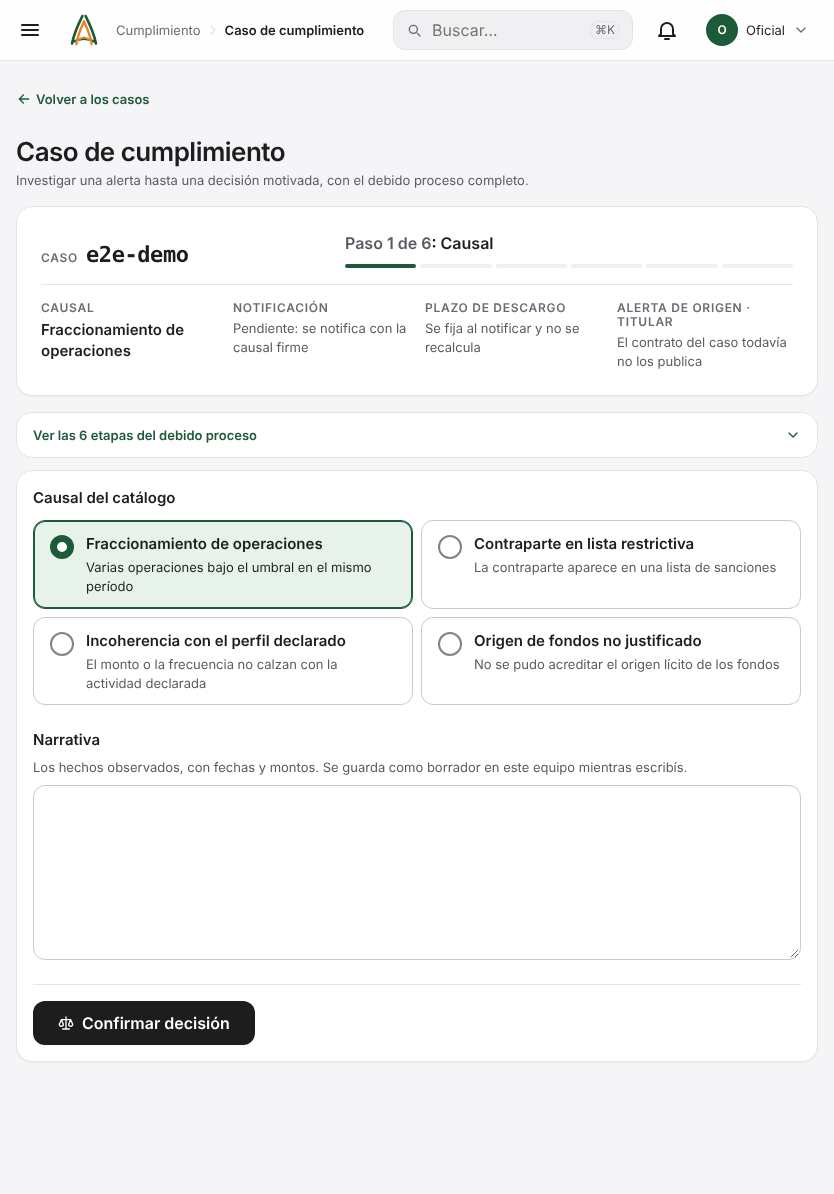 Cumplimiento
Caso de cumplimiento
Buscar...
⌘K
O
Oficial
← Volver a los casos
Caso de cumplimiento
Investigar una alerta hasta una decisión motivada, con el debido proceso completo.
CASO e2e-demo
Paso 1 de 6: Causal
CAUSAL
Fraccionamiento de
operaciones
NOTIFICACIÓN
Pendiente: se notifica con la
causal firme
PLAZO DE DESCARGO
Se fija al notificar y no se
recalcula
ALERTA DE ORIGEN ·
TITULAR
El contrato del caso todavía
no los publica
Ver las 6 etapas del debido proceso
Causal del catálogo
Fraccionamiento de operaciones
Varias operaciones bajo el umbral en el mismo
período
Contraparte en lista restrictiva
La contraparte aparece en una lista de sanciones
Incoherencia con el perfil declarado
El monto o la frecuencia no calzan con la
actividad declarada
Origen de fondos no justificado
No se pudo acreditar el origen lícito de los fondos
Narrativa
Los hechos observados, con fechas y montos. Se guarda como borrador en este equipo mientras escribís.
Confirmar decisión